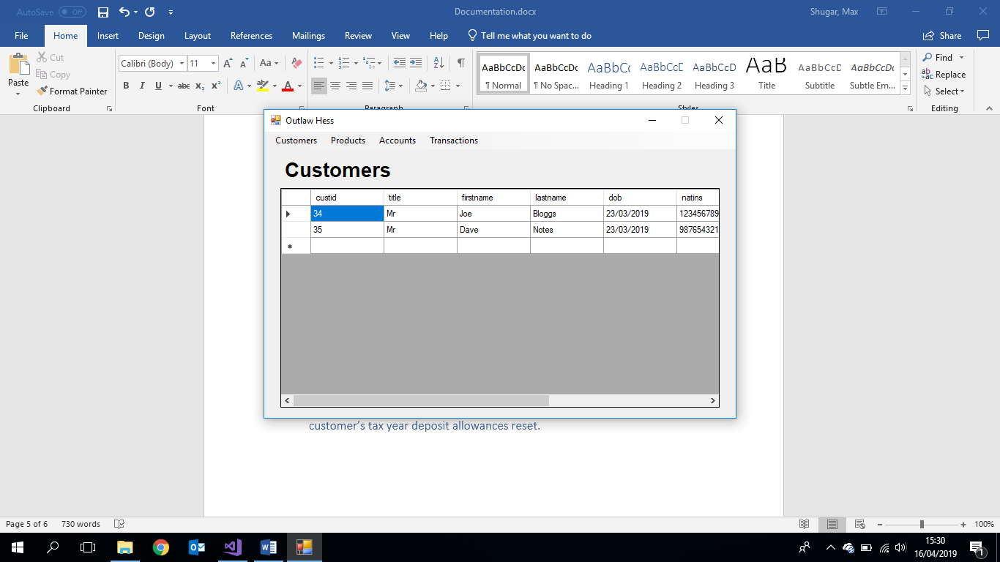 AutoSave Off Documentation.docx Shugar, Max
File Home Insert Design Layout References Mailings Review View Help Tell me what you want to do Share
Cut
Copy
Format Painter
Paste
Clipboard
Calibri (Body) 11 A A Aa
B I U abc x₂ x² A A
Font
Paragraph
AaBbCcDc AaBbCcDc AaBbCc AaBbCcD AaBbCcD AaB AaBbCcD AaBbCcDc
¶ Normal ¶ No Spac... Heading 1 Heading 2 Heading 3 Title Subtitle Subtle Em...
Styles
Find
Replace
Select
Editing
Outlaw Hess
Customers Products Accounts Transactions
Customers
custid title firstname lastname dob natins
34 Mr Joe Bloggs 23/03/2019 123456789
35 Mr Dave Notes 23/03/2019 987654321
customer's tax year deposit allowances reset.
Page 5 of 6 730 words 100%
15:30
16/04/2019
1